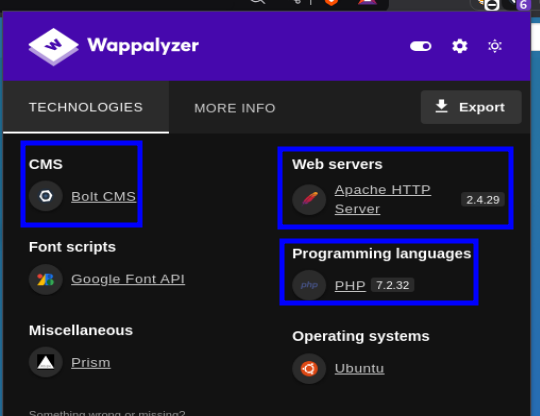 6
Wappalyzer
TECHNOLOGIES
MORE INFO
Export
CMS
Bolt CMS
Font scripts
Google Font API
Miscellaneous
Prism
Web servers
Apache HTTP
Server
2.4.29
Programming languages
php
PHP 7.2.32
Operating systems
Ubuntu
Something wrong or missing?